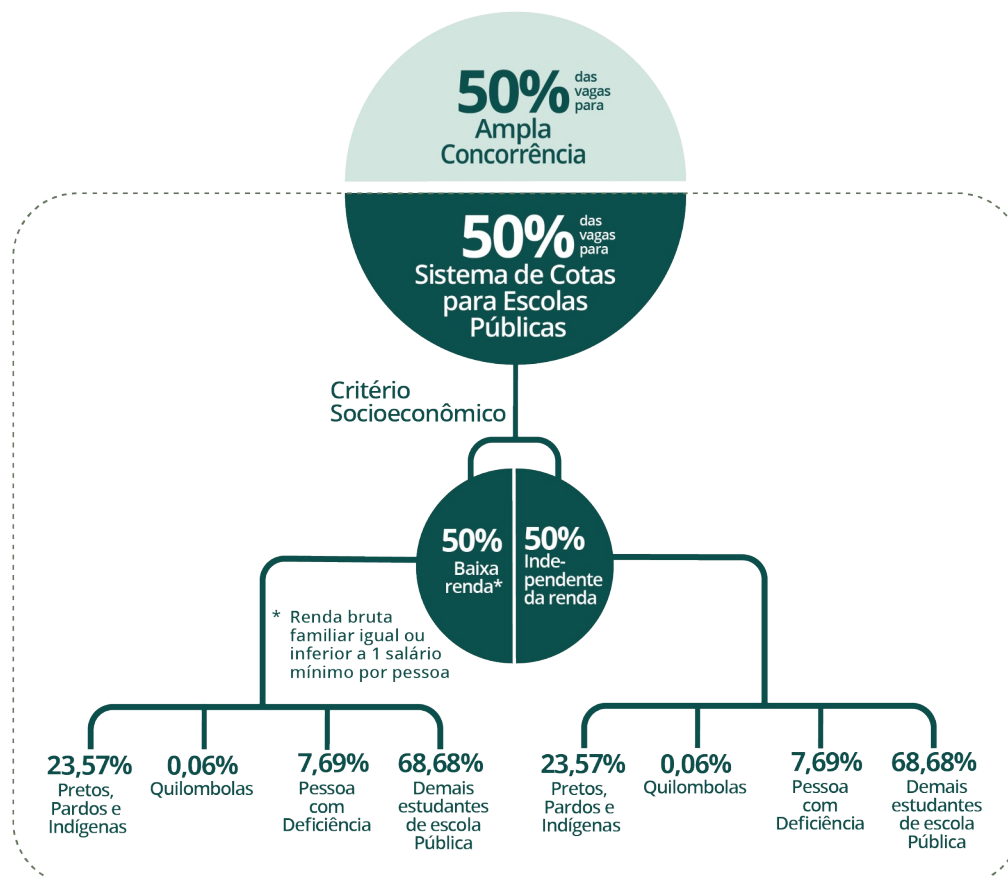 50% das
vagas
para
Ampla
Concorrência
50% das
vagas
para
Sistema de Cotas
para Escolas
Públicas
Critério
Socioeconômico
50%
Baixa
renda*
50%
Inde-
pendente
da renda
* Renda bruta
familiar igual ou
inferior a 1 salário
mínimo por pessoa
23,57%
Pretos,
Pardos e
Indígenas
0,06%
Quilombolas
7,69%
Pessoa
com
Deficiência
68,68%
Demais
estudantes
de escola
Pública
23,57%
Pretos,
Pardos e
Indígenas
0,06%
Quilombolas
7,69%
Pessoa
com
Deficiência
68,68%
Demais
estudantes
de escola
Pública